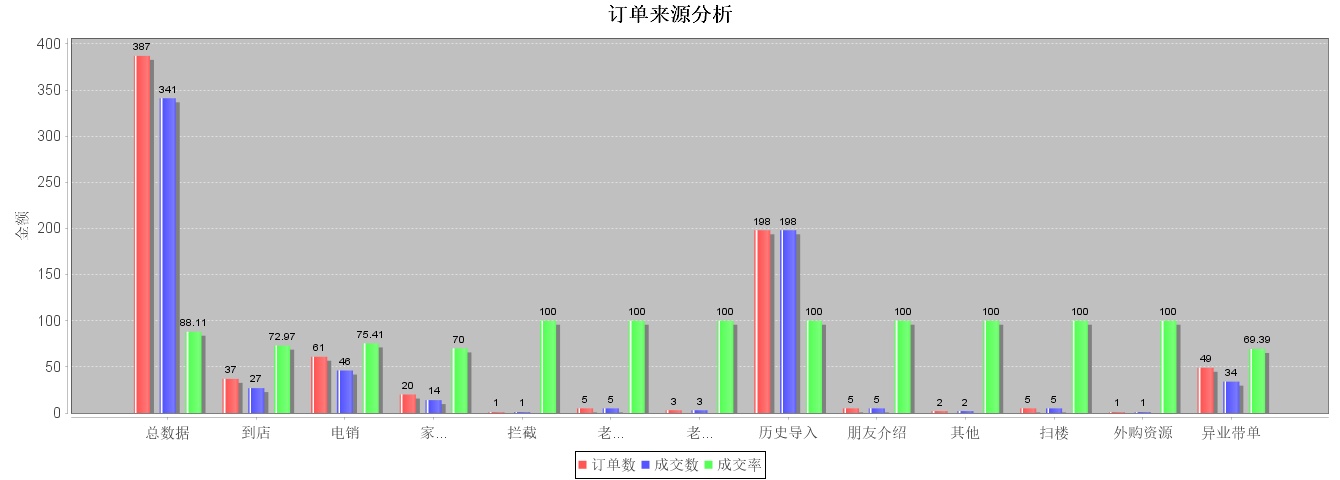 订单来源分析
金额
400
350
300
250
200
150
100
50
0
387 341 88.11
37 27 72.97
61 46 75.41
20 14 70
1 1 100
5 5 100
3 3 100
198 198 100
5 5 100
2 2 100
5 5 100
1 1 100
49 34 69.39
总数据 到店 电销 家... 拦截 老... 老... 历史导入 朋友介绍 其他 扫楼 外购资源 异业带单
订单数 成交数 成交率